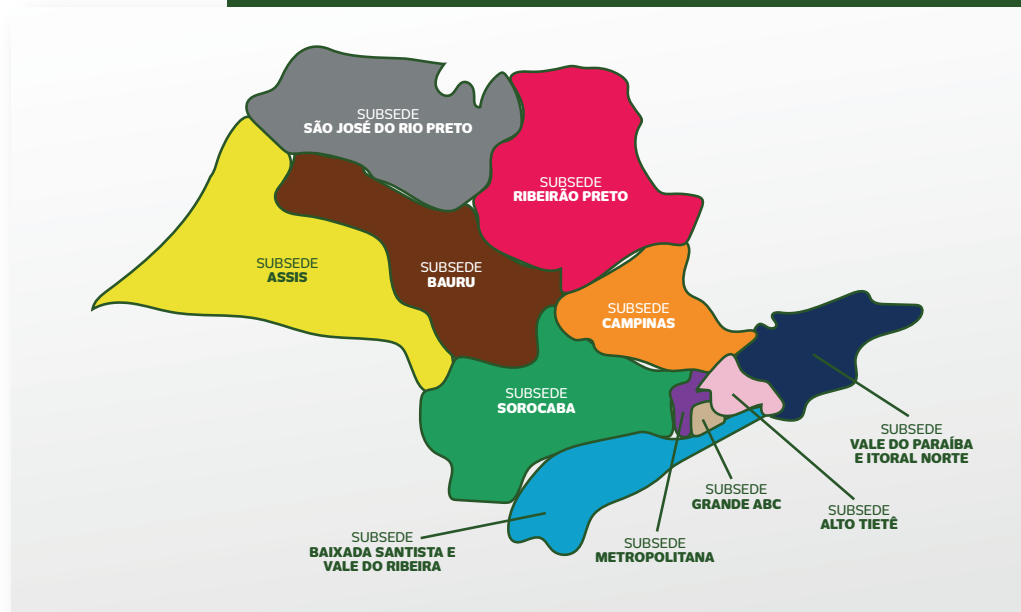 SUBSEDE
SÃO JOSÉ DO RIO PRETO
SUBSEDE
RIBEIRÃO PRETO
SUBSEDE
ASSIS
SUBSEDE
BAURU
SUBSEDE
CAMPINAS
SUBSEDE
SOROCABA
SUBSEDE
VALE DO PARAÍBA
E ITORAL NORTE
SUBSEDE
GRANDE ABC
SUBSEDE
ALTO TIETÊ
SUBSEDE
BAIXADA SANTISTA E
VALE DO RIBEIRA
SUBSEDE
METROPOLITANA